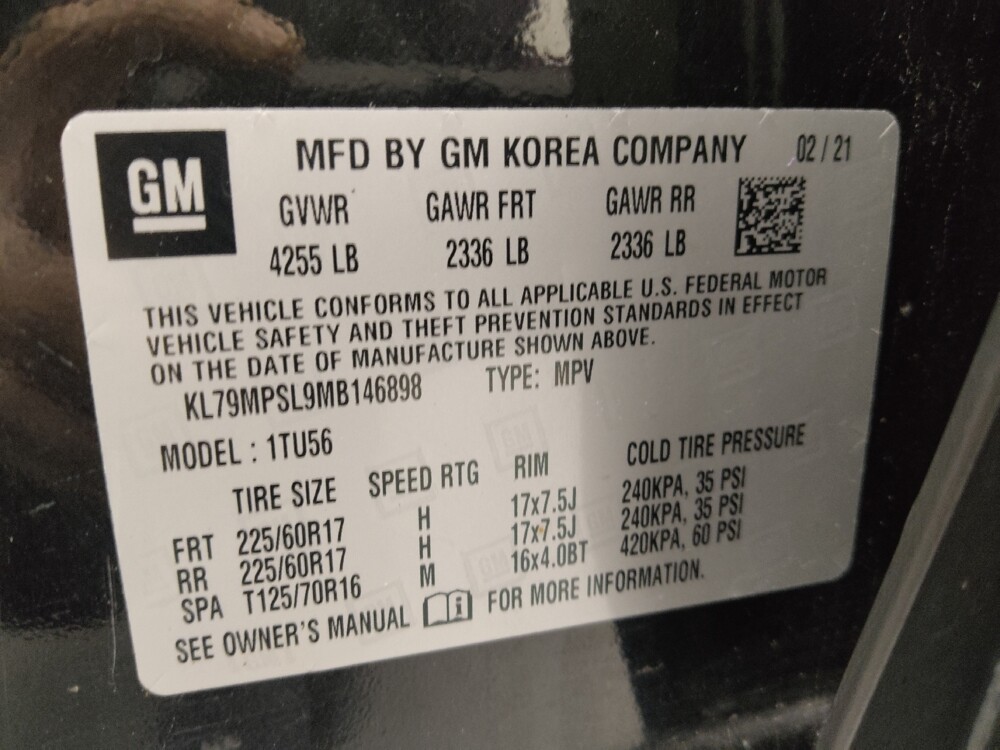 GM
MFD BY GM KOREA COMPANY 02 / 21
GVWR GAWR FRT GAWR RR
4255 LB 2336 LB 2336 LB
THIS VEHICLE CONFORMS TO ALL APPLICABLE U.S. FEDERAL MOTOR
VEHICLE SAFETY AND THEFT PREVENTION STANDARDS IN EFFECT
ON THE DATE OF MANUFACTURE SHOWN ABOVE.
KL79MPSL9MB146898 TYPE: MPV
MODEL : 1TU56
TIRE SIZE SPEED RTG RIM COLD TIRE PRESSURE
FRT 225/60R17 H 17x7.5J 240KPA, 35 PSI
RR 225/60R17 H 17x7.5J 240KPA, 35 PSI
SPA T125/70R16 M 16x4.0BT 420KPA, 60 PSI
SEE OWNER'S MANUAL i FOR MORE INFORMATION.